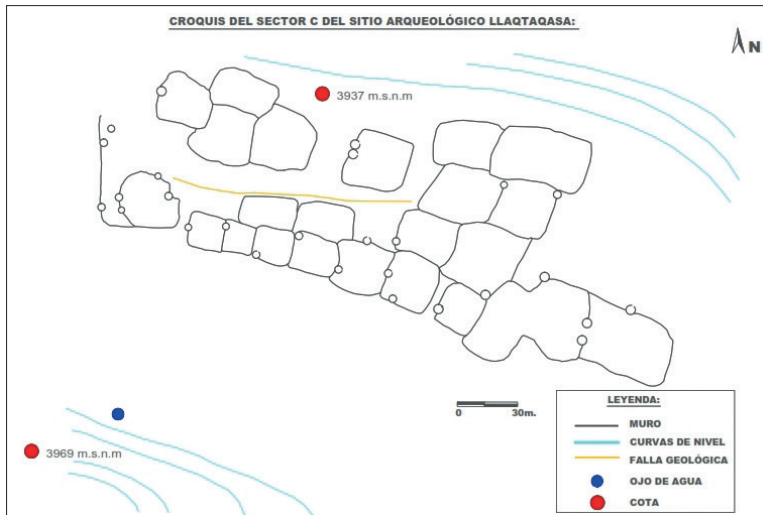 CROQUIS DEL SECTOR C DEL SITIO ARQUEOLÓGICO LLAQTAQASA:
N
3937 m.s.n.m
3969 m.s.n.m
0 30m.
LEYENDA:
MURO
CURVAS DE NIVEL
FALLA GEOLÓGICA
OJO DE AGUA
COTA